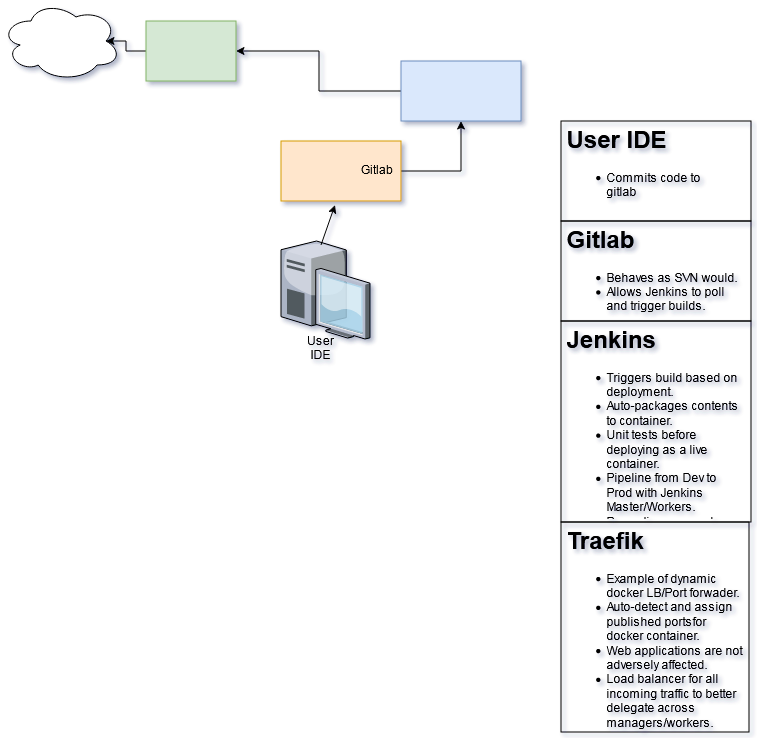 Gitlab
User
IDE
User IDE
Commits code to
gitlab
Gitlab
Behaves as SVN would.
Allows Jenkins to poll
and trigger builds.
Jenkins
Triggers build based on
deployment.
Auto-packages contents
to container.
Unit tests before
deploying as a live
container.
Pipeline from Dev to
Prod with Jenkins
Master/Workers.
Traefik
Example of dynamic
docker LB/Port forwader.
Auto-detect and assign
published portsfor
docker container.
Web applications are not
adversely affected.
Load balancer for all
incoming traffic to better
delegate across
managers/workers.